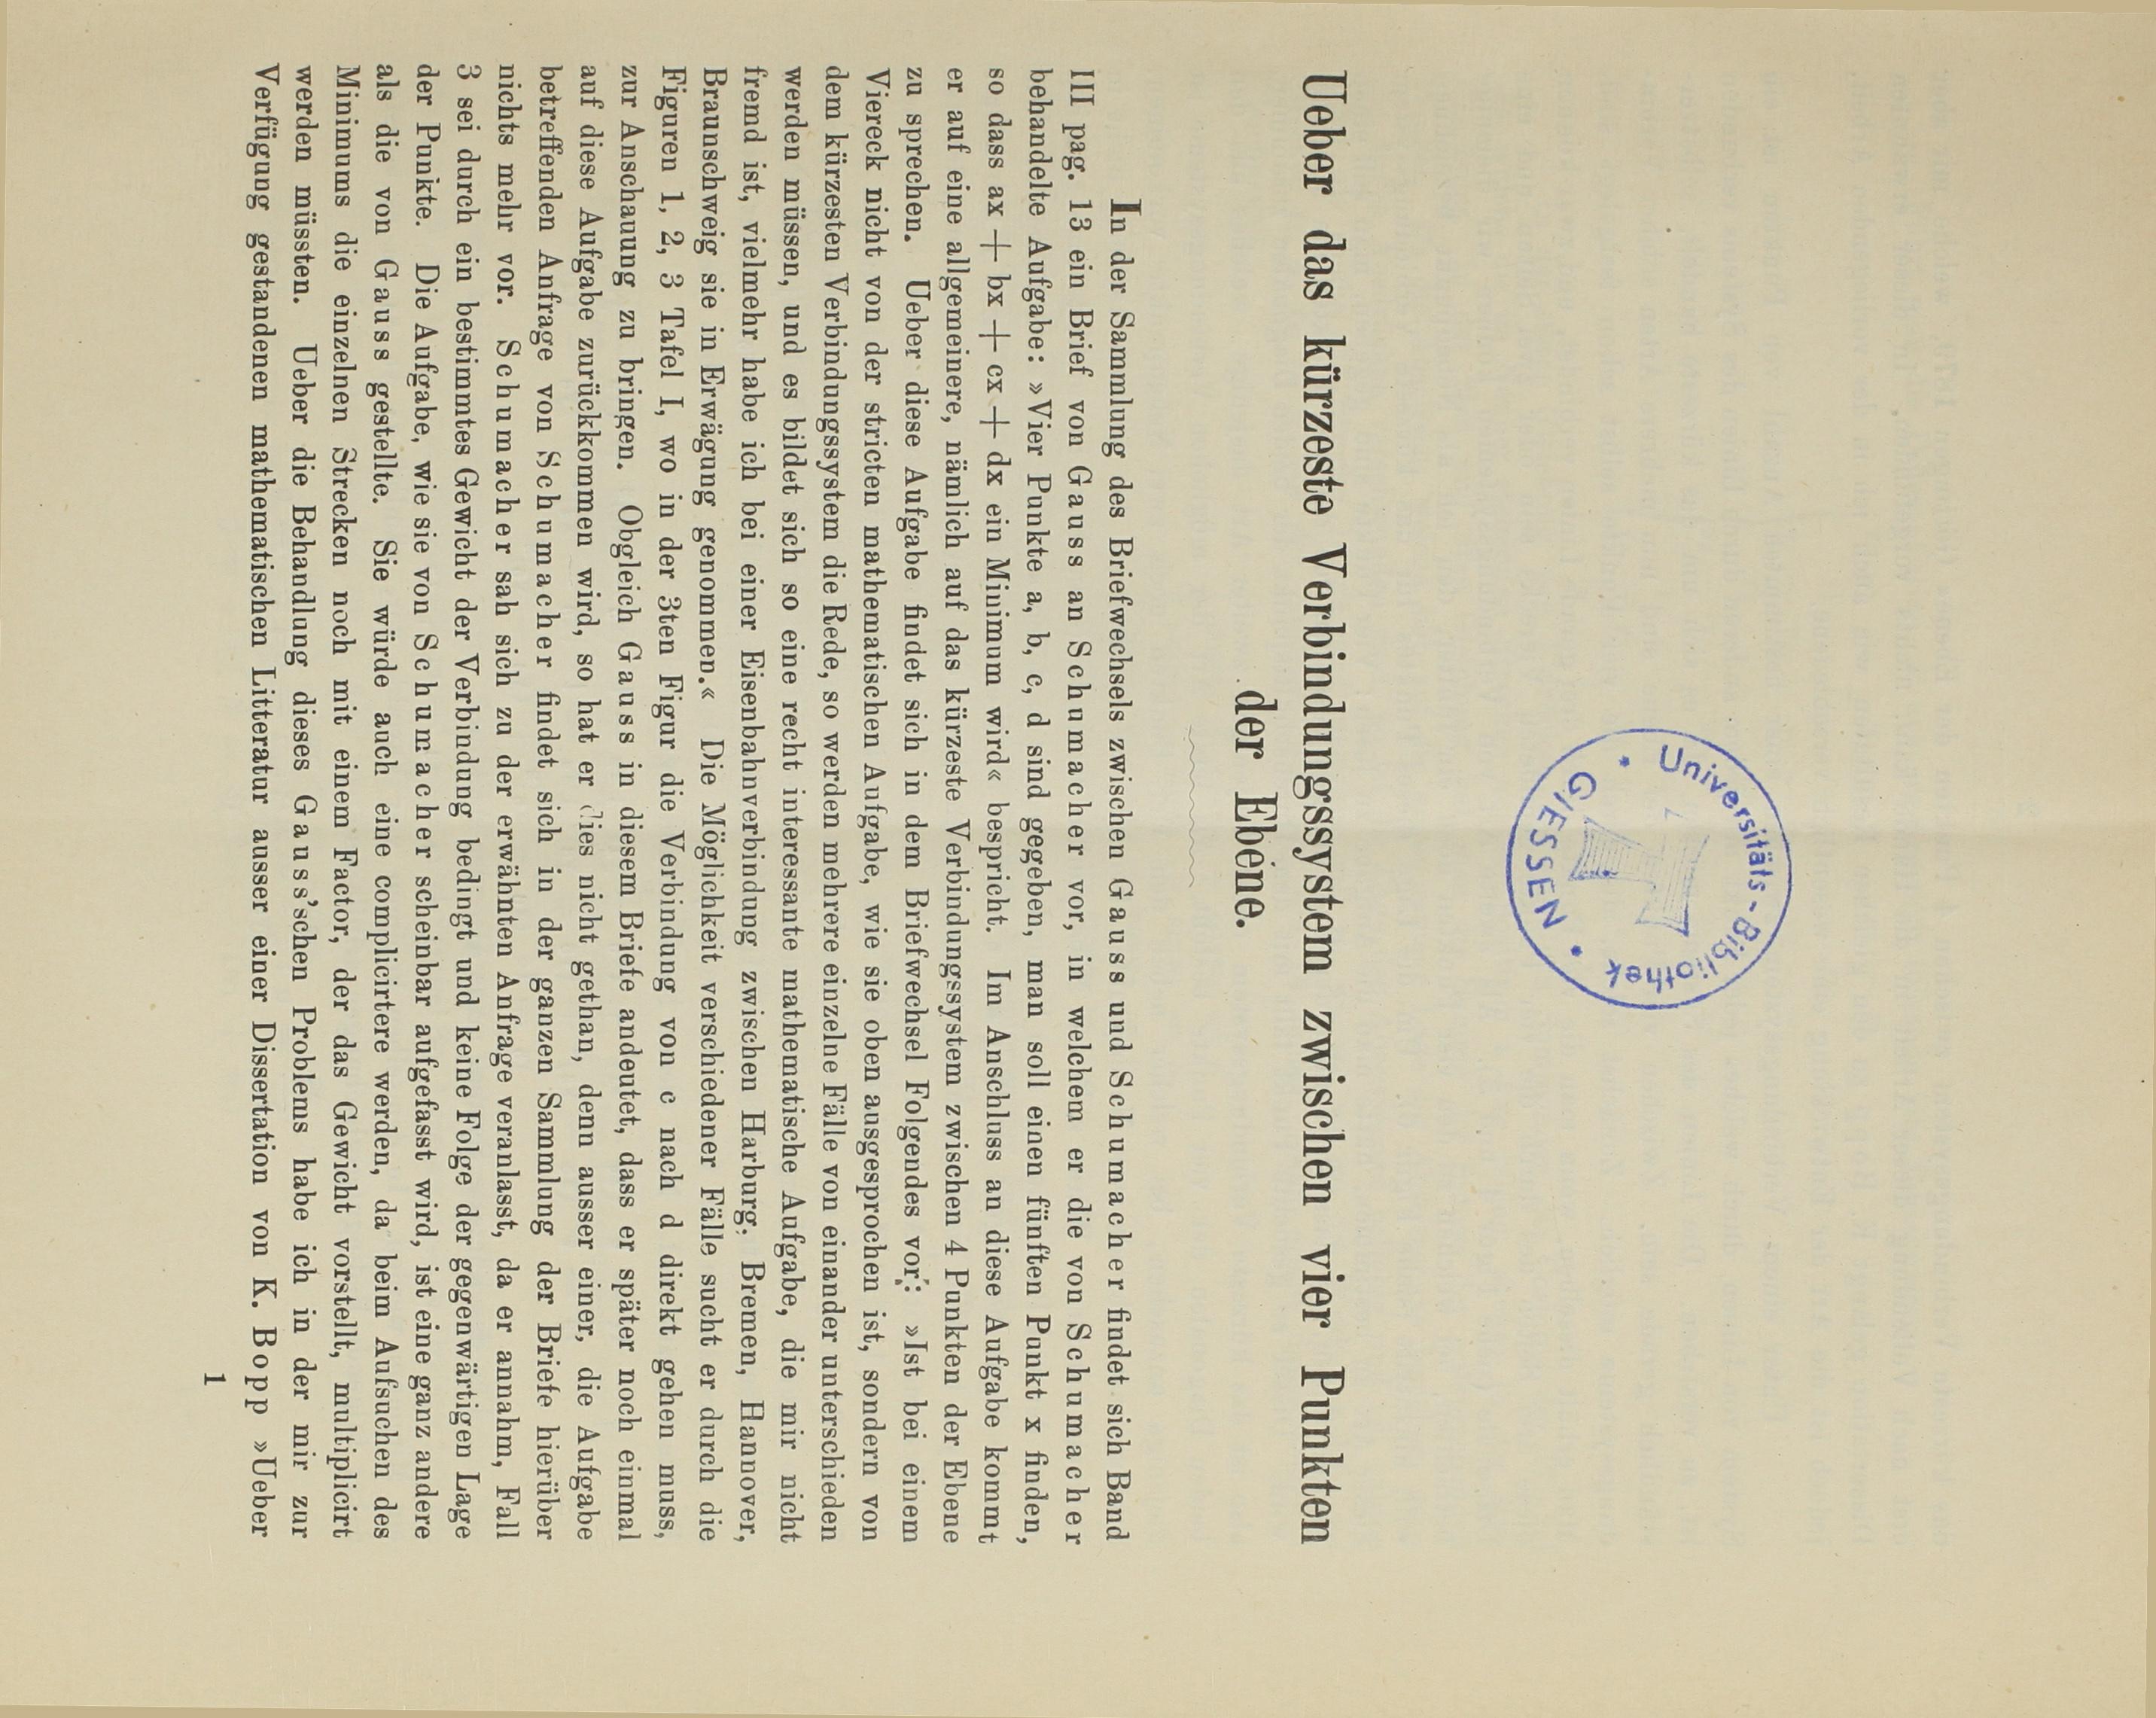 Universitäts-Bibliothek
GIESSEN
Ueber das kürzeste Verbindungssystem zwischen vier Punkten
der Ebene.
In der Sammlung des Briefwechsels zwischen Gauss und Schumacher findet sich Band
III pag. 13 ein Brief von Gauss an Schumacher vor, in welchem er die von Schumacher
behandelte Aufgabe: »Vier Punkte a, b, c, d sind gegeben, man soll einen fünften Punkt x finden,
so dass ax + bx + cx + dx ein Minimum wird« bespricht. Im Anschluss an diese Aufgabe kommt
er auf eine allgemeinere, nämlich auf das kürzeste Verbindungssystem zwischen 4 Punkten der Ebene
zu sprechen. Ueber diese Aufgabe findet sich in dem Briefwechsel Folgendes vor: »Ist bei einem
Viereck nicht von der stricten mathematischen Aufgabe, wie sie oben ausgesprochen ist, sondern von
dem kürzesten Verbindungssystem die Rede, so werden mehrere einzelne Fälle von einander unterschieden
werden müssen, und es bildet sich so eine recht interessante mathematische Aufgabe, die mir nicht
fremd ist, vielmehr habe ich bei einer Eisenbahnverbindung zwischen Harburg, Bremen, Hannover,
Braunschweig sie in Erwägung genommen.« Die Möglichkeit verschiedener Fälle sucht er durch die
Figuren 1, 2, 3 Tafel I, wo in der 3ten Figur die Verbindung von c nach d direkt gehen muss,
zur Anschauung zu bringen. Obgleich Gauss in diesem Briefe andeutet, dass er später noch einmal
auf diese Aufgabe zurückkommen wird, so hat er dies nicht gethan, denn ausser einer, die Aufgabe
betreffenden Anfrage von Schumacher findet sich in der ganzen Sammlung der Briefe hierüber
nichts mehr vor. Schumacher sah sich zu der erwähnten Anfrage veranlasst, da er annahm, Fall
3 sei durch ein bestimmtes Gewicht der Verbindung bedingt und keine Folge der gegenwärtigen Lage
der Punkte. Die Aufgabe, wie sie von Schumacher scheinbar aufgefasst wird, ist eine ganz andere
als die von Gauss gestellte. Sie würde auch eine complicirtere werden, da beim Aufsuchen des
Minimums die einzelnen Strecken noch mit einem Factor, der das Gewicht vorstellt, multiplicirt
werden müssten. Ueber die Behandlung dieses Gauss'schen Problems habe ich in der mir zur
Verfügung gestandenen mathematischen Litteratur ausser einer Dissertation von K. Bopp »Ueber
1